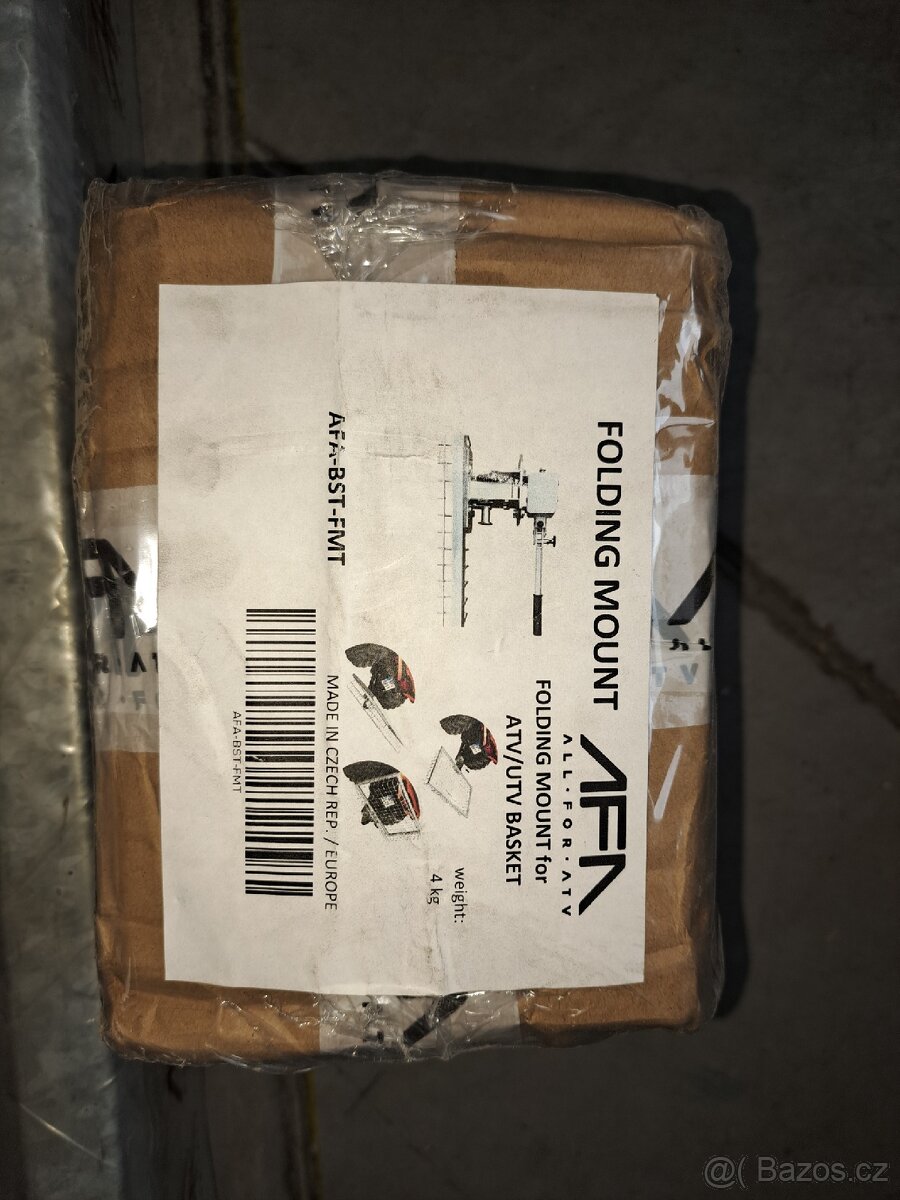 FOLDING MOUNT
AFA
ALL·FOR·ATV
FOLDING MOUNT for
ATV/UTV BASKET
weight:
4 kg
AFA-BST-FMT
MADE IN CZECH REP. / EUROPE
AFA-BST-FMT
@( Bazos.cz